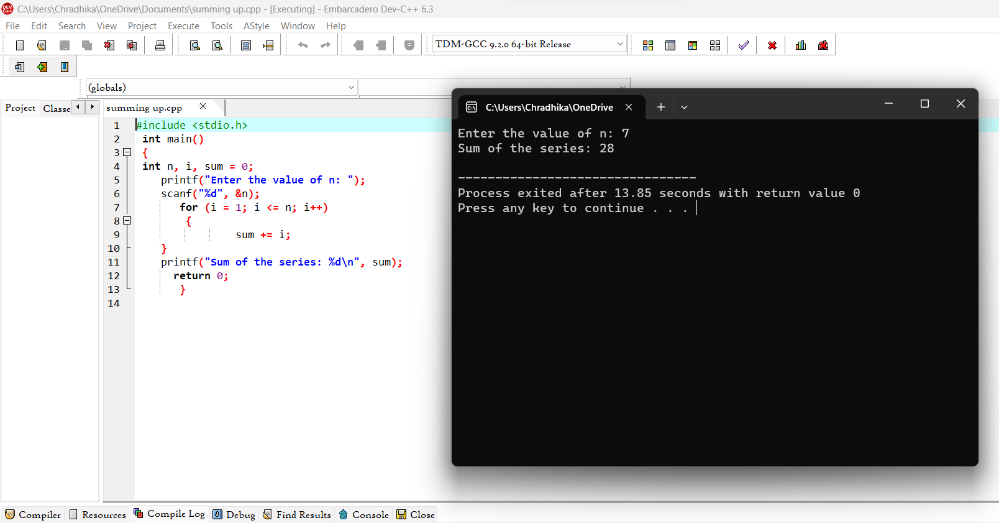 C:\Users\Chradhika\OneDrive\Documents\summing up.cpp - [Executing] - Embarcadero Dev-C++ 6.3
File Edit Search View Project Execute Tools AStyle Window Help
TDM-GCC 9.2.0 64-bit Release
(globals)
Project Classe
summing up.cpp
1 #include <stdio.h>
2 int main()
3 {
4 int n, i, sum = 0;
5 printf("Enter the value of n: ");
6 scanf("%d", &n);
7 for (i = 1; i <= n; i++)
8 {
9 sum += i;
10 }
11 printf("Sum of the series: %d\n", sum);
12 return 0;
13 }
14
C:\Users\Chradhika\OneDrive
Enter the value of n: 7
Sum of the series: 28
--------------------------------
Process exited after 13.85 seconds with return value 0
Press any key to continue . . .
Compiler Resources Compile Log Debug Find Results Console Close